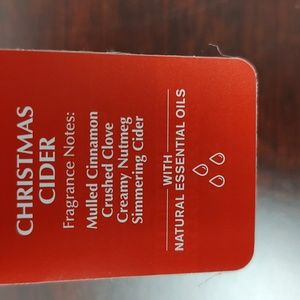 CHRISTMAS
CIDER
Fragrance Notes:
Mulled Cinnamon
Crushed Clove
Creamy Nutmeg
Simmering Cider
WITH
NATURAL ESSENTIAL OILS